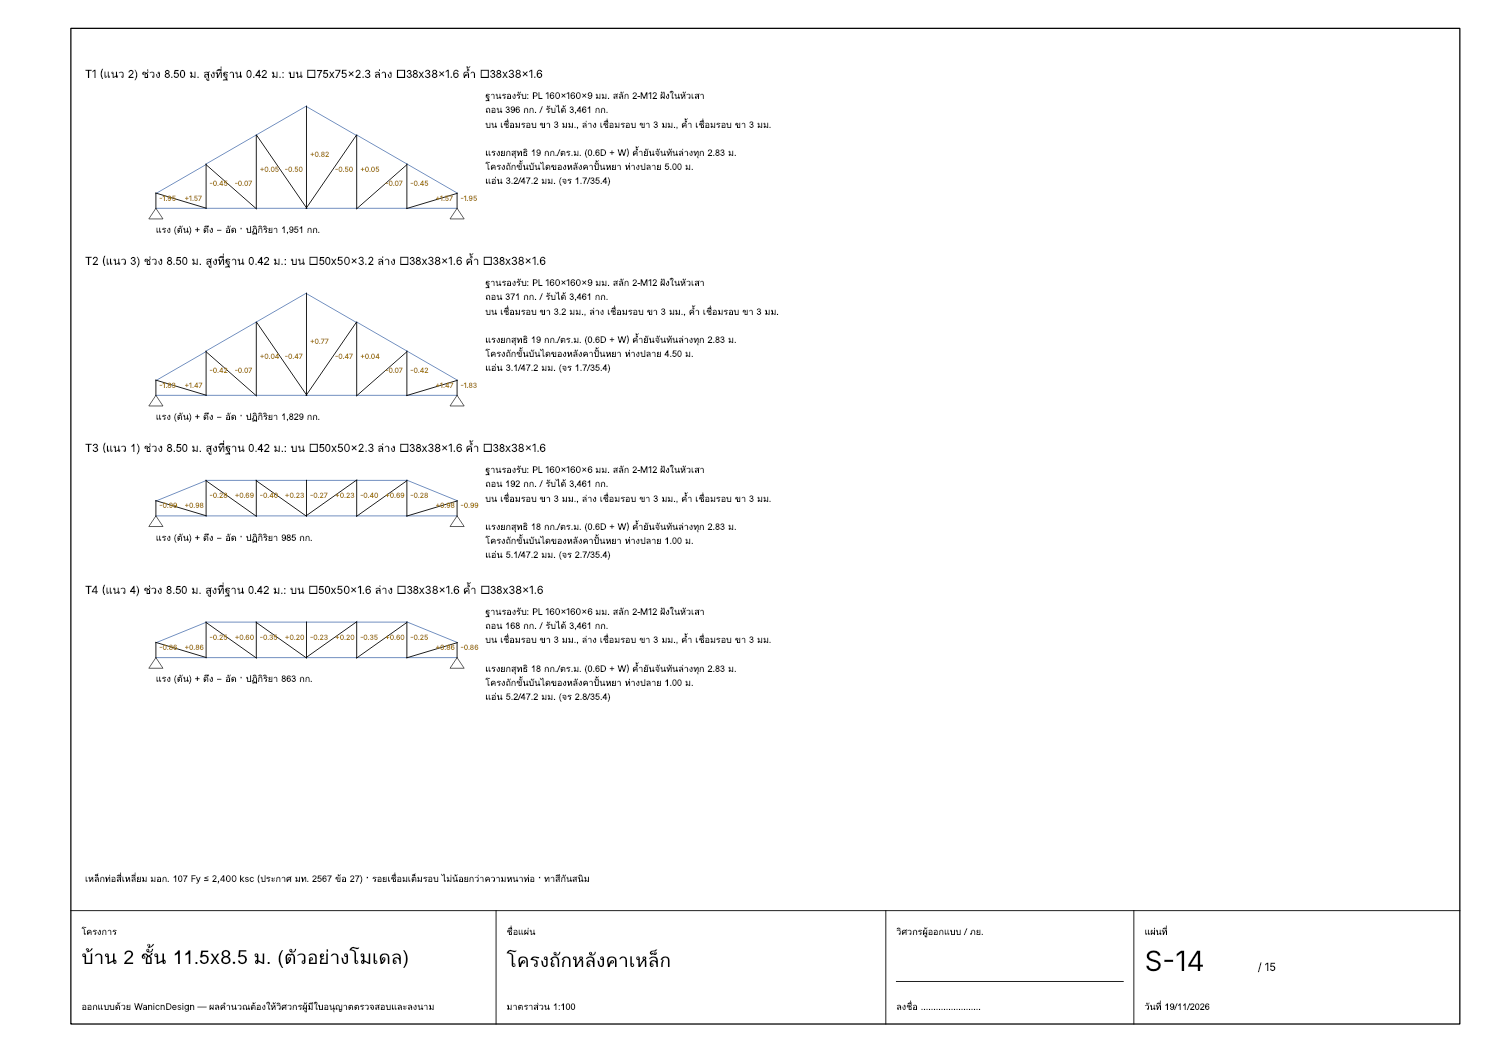 T1 (แนว 2) ช่วง 8.50 ม. สูงที่ฐาน 0.42 ม.: บน □75x75×2.3 ล่าง □38x38×1.6 ค้ำ □38x38×1.6
ฐานรองรับ: PL 160×160×9 มม. สลัก 2-M12 ฝังในหัวเสา
ถอน 396 กก. / รับได้ 3,461 กก.
บน เชื่อมรอบ ขา 3 มม., ล่าง เชื่อมรอบ ขา 3 มม., ค้ำ เชื่อมรอบ ขา 3 มม.
แรงยกสุทธิ 19 กก./ตร.ม. (0.6D + W) ค้ำยันจันทันล่างทุก 2.83 ม.
โครงถักขั้นบันไดของหลังคาปั้นหยา ห่างปลาย 5.00 ม.
แอ่น 3.2/47.2 มม. (จร 1.7/35.4)
+0.82
+0.05 -0.50 -0.50 +0.05
-0.45 -0.07 -0.07 -0.45
-1.95 +1.57 +1.57 -1.95
แรง (ตัน) + ดึง − อัด · ปฏิกิริยา 1,951 กก.
T2 (แนว 3) ช่วง 8.50 ม. สูงที่ฐาน 0.42 ม.: บน □50x50×3.2 ล่าง □38x38×1.6 ค้ำ □38x38×1.6
ฐานรองรับ: PL 160×160×9 มม. สลัก 2-M12 ฝังในหัวเสา
ถอน 371 กก. / รับได้ 3,461 กก.
บน เชื่อมรอบ ขา 3.2 มม., ล่าง เชื่อมรอบ ขา 3 มม., ค้ำ เชื่อมรอบ ขา 3 มม.
แรงยกสุทธิ 19 กก./ตร.ม. (0.6D + W) ค้ำยันจันทันล่างทุก 2.83 ม.
โครงถักขั้นบันไดของหลังคาปั้นหยา ห่างปลาย 4.50 ม.
แอ่น 3.1/47.2 มม. (จร 1.7/35.4)
+0.77
+0.04 -0.47 -0.47 +0.04
-0.42 -0.07 -0.07 -0.42
-1.83 +1.47 +1.47 -1.83
แรง (ตัน) + ดึง − อัด · ปฏิกิริยา 1,829 กก.
T3 (แนว 1) ช่วง 8.50 ม. สูงที่ฐาน 0.42 ม.: บน □50x50×2.3 ล่าง □38x38×1.6 ค้ำ □38x38×1.6
ฐานรองรับ: PL 160×160×6 มม. สลัก 2-M12 ฝังในหัวเสา
ถอน 192 กก. / รับได้ 3,461 กก.
บน เชื่อมรอบ ขา 3 มม., ล่าง เชื่อมรอบ ขา 3 มม., ค้ำ เชื่อมรอบ ขา 3 มม.
แรงยกสุทธิ 18 กก./ตร.ม. (0.6D + W) ค้ำยันจันทันล่างทุก 2.83 ม.
โครงถักขั้นบันไดของหลังคาปั้นหยา ห่างปลาย 1.00 ม.
แอ่น 5.1/47.2 มม. (จร 2.7/35.4)
-0.28 +0.69 -0.40 +0.23 -0.27 +0.23 -0.40 +0.69 -0.28
-0.99 +0.98 +0.98 -0.99
แรง (ตัน) + ดึง − อัด · ปฏิกิริยา 985 กก.
T4 (แนว 4) ช่วง 8.50 ม. สูงที่ฐาน 0.42 ม.: บน □50x50×1.6 ล่าง □38x38×1.6 ค้ำ □38x38×1.6
ฐานรองรับ: PL 160×160×6 มม. สลัก 2-M12 ฝังในหัวเสา
ถอน 168 กก. / รับได้ 3,461 กก.
บน เชื่อมรอบ ขา 3 มม., ล่าง เชื่อมรอบ ขา 3 มม., ค้ำ เชื่อมรอบ ขา 3 มม.
แรงยกสุทธิ 18 กก./ตร.ม. (0.6D + W) ค้ำยันจันทันล่างทุก 2.83 ม.
โครงถักขั้นบันไดของหลังคาปั้นหยา ห่างปลาย 1.00 ม.
แอ่น 5.2/47.2 มม. (จร 2.8/35.4)
-0.25 +0.60 -0.35 +0.20 -0.23 +0.20 -0.35 +0.60 -0.25
-0.86 +0.86 +0.86 -0.86
แรง (ตัน) + ดึง − อัด · ปฏิกิริยา 863 กก.
เหล็กท่อสี่เหลี่ยม มอก. 107 Fy ≤ 2,400 ksc (ประกาศ มท. 2567 ข้อ 27) · รอยเชื่อมเต็มรอบ ไม่น้อยกว่าความหนาท่อ · ทาสีกันสนิม
โครงการ
บ้าน 2 ชั้น 11.5x8.5 ม. (ตัวอย่างโมเดล)
ออกแบบด้วย WanicnDesign — ผลคำนวณต้องให้วิศวกรผู้มีใบอนุญาตตรวจสอบและลงนาม
ชื่อแผ่น
โครงถักหลังคาเหล็ก
มาตราส่วน 1:100
วิศวกรผู้ออกแบบ / ภย.
ลงชื่อ ........................
แผ่นที่
S-14 / 15
วันที่ 19/11/2026